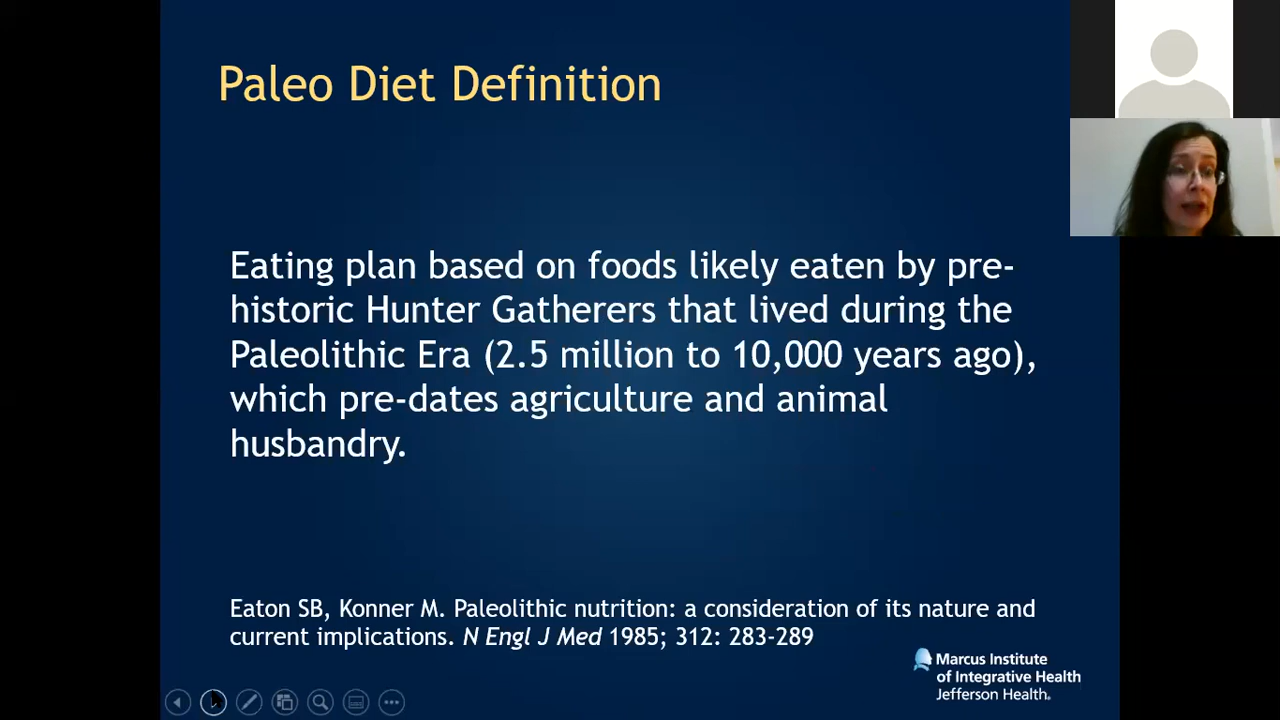 Paleo Diet Definition
Eating plan based on foods likely eaten by pre-
historic Hunter Gatherers that lived during the
Paleolithic Era (2.5 million to 10,000 years ago),
which pre-dates agriculture and animal
husbandry.
Eaton SB, Konner M. Paleolithic nutrition: a consideration of its nature and
current implications. N Engl J Med 1985; 312: 283-289
Marcus Institute
of Integrative Health
Jefferson Health.